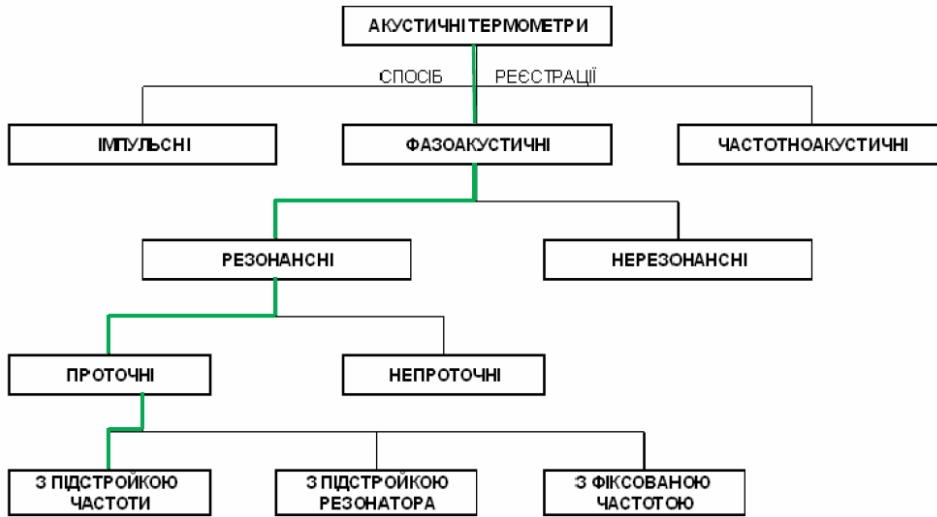 АКУСТИЧНІ ТЕРМОМЕТРИ
СПОСІБ РЕЄСТРАЦІЇ
ІМПУЛЬСНІ
ФАЗОАКУСТИЧНІ
ЧАСТОТНОАКУСТИЧНІ
РЕЗОНАНСНІ
НЕРЕЗОНАНСНІ
ПРОТОЧНІ
НЕПРОТОЧНІ
З ПІДСТРОЙКОЮ
ЧАСТОТИ
З ПІДСТРОЙКОЮ
РЕЗОНАТОРА
З ФІКСОВАНОЮ
ЧАСТОТОЮ